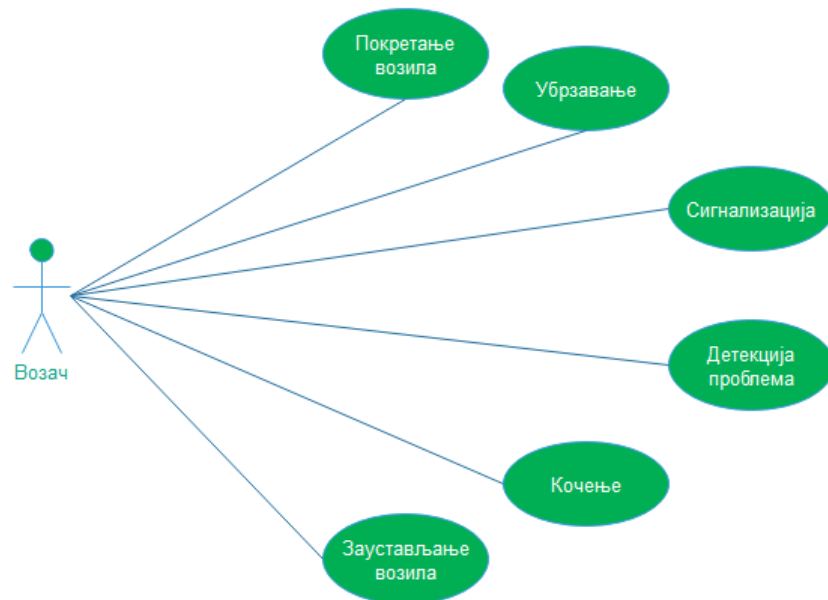 Покретање
возила
Убрзавање
Сигнализација
Возач
Детекција
проблема
Кочење
Заустављање
возила